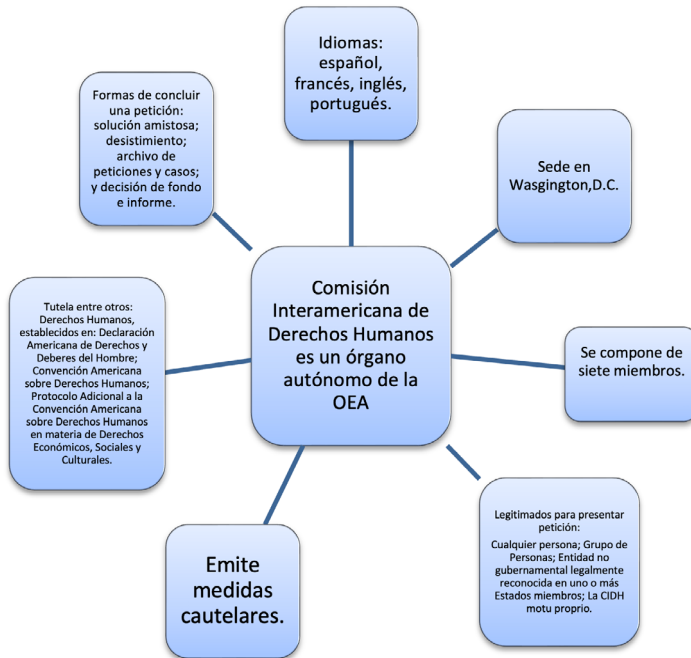 Idiomas:
español,
francés, inglés,
portugués.
Formas de concluir
una petición:
solución amistosa;
desistimiento;
archivo de
peticiones y casos;
y decisión de fondo
e informe.
Sede en
Wasgington,D.C.
Comisión
Interamericana de
Derechos Humanos
es un órgano
autónomo de la
OEA
Tutela entre otros:
Derechos Humanos,
establecidos en: Declaración
Americana de Derechos y
Deberes del Hombre;
Convención Americana
sobre Derechos Humanos;
Protocolo Adicional a la
Convención Americana
sobre Derechos Humanos
en materia de Derechos
Económicos, Sociales y
Culturales.
Se compone de
siete miembros.
Legitimados para presentar
petición:
Cualquier persona; Grupo de
Personas; Entidad no
gubernamental legalmente
reconocida en uno o más
Estados miembros; La CIDH
motu proprio.
Emite
medidas
cautelares.